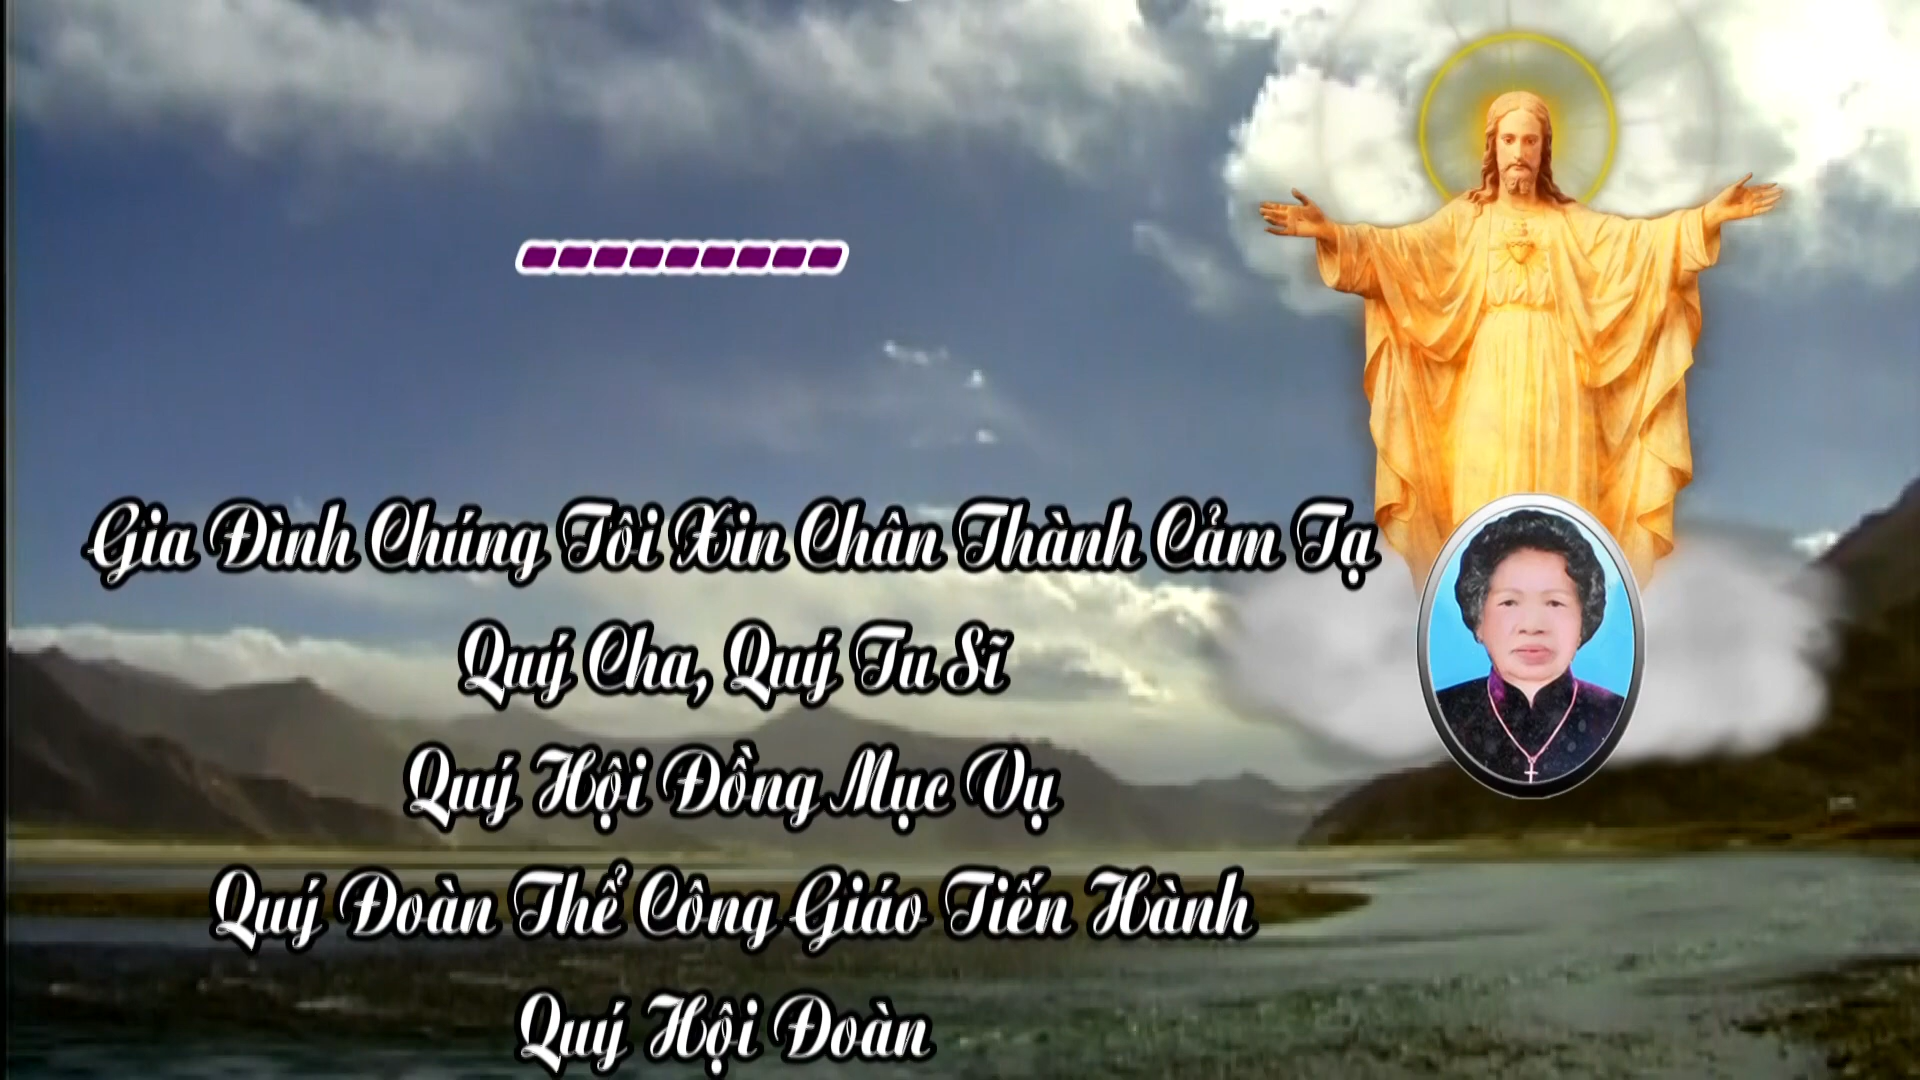 Gia Đình Chúng Tôi Xin Chân Thành Cảm Tạ
Quý Cha, Quý Tu Sĩ
Quý Hội Đồng Mục Vụ
Quý Đoàn Thể Công Giáo Tiến Hành
Quý Hội Đoàn